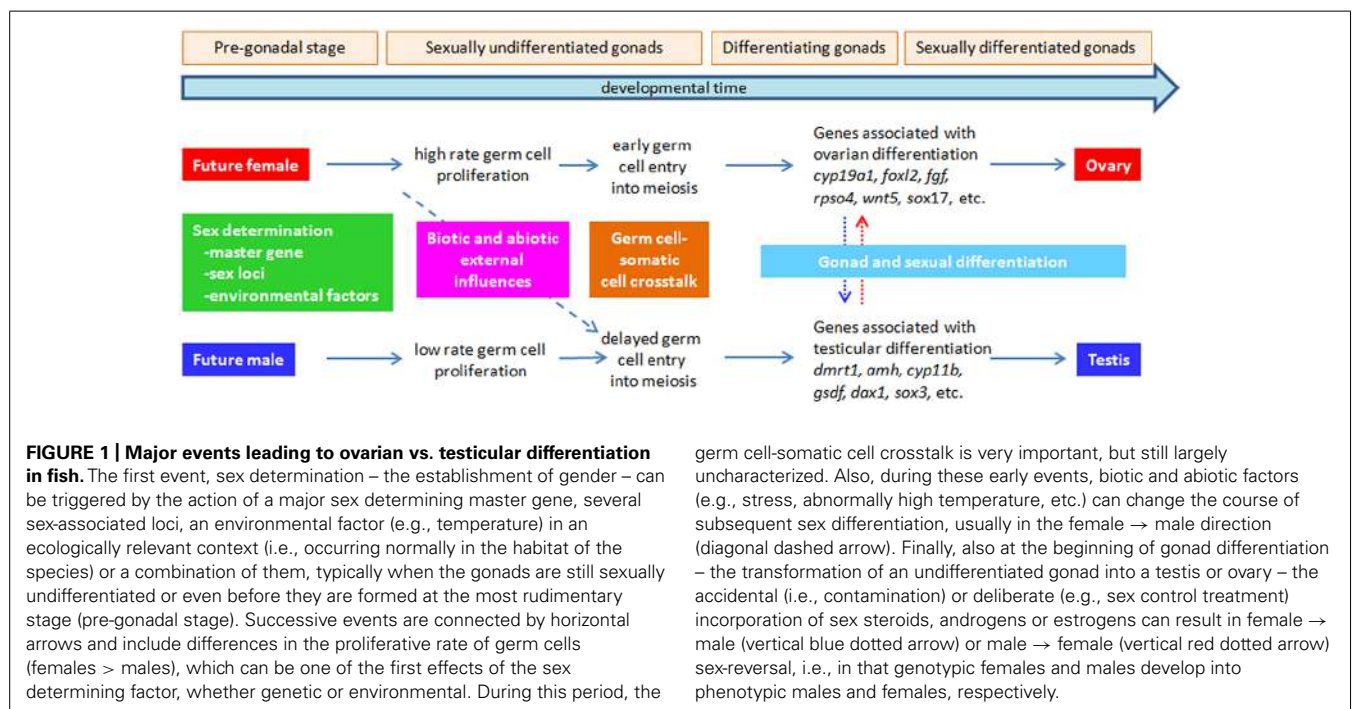 Pre-gonadal stage
Sexually undifferentiated gonads
Differentiating gonads
Sexually differentiated gonads
developmental time
Future female
high rate germ cell
proliferation
early germ
cell entry
into meiosis
Genes associated with
ovarian differentiation
cyp19a1, foxl2, fgf,
rpso4, wnt5, sox17, etc.
Ovary
Sex determination
-master gene
-sex loci
-environmental factors
Biotic and abiotic
external
influences
Germ cell-
somatic
cell crosstalk
Gonad and sexual differentiation
Future male
low rate germ cell
proliferation
delayed germ
cell entry
into meiosis
Genes associated with
testicular differentiation
dmrt1, amh, cyp11b,
gsdf, dax1, sox3, etc.
Testis
FIGURE 1 | Major events leading to ovarian vs. testicular differentiation
in fish. The first event, sex determination – the establishment of gender – can
be triggered by the action of a major sex determining master gene, several
sex-associated loci, an environmental factor (e.g., temperature) in an
ecologically relevant context (i.e., occurring normally in the habitat of the
species) or a combination of them, typically when the gonads are still sexually
undifferentiated or even before they are formed at the most rudimentary
stage (pre-gonadal stage). Successive events are connected by horizontal
arrows and include differences in the proliferative rate of germ cells
(females > males), which can be one of the first effects of the sex
determining factor, whether genetic or environmental. During this period, the
germ cell-somatic cell crosstalk is very important, but still largely
uncharacterized. Also, during these early events, biotic and abiotic factors
(e.g., stress, abnormally high temperature, etc.) can change the course of
subsequent sex differentiation, usually in the female → male direction
(diagonal dashed arrow). Finally, also at the beginning of gonad differentiation
– the transformation of an undifferentiated gonad into a testis or ovary – the
accidental (i.e., contamination) or deliberate (e.g., sex control treatment)
incorporation of sex steroids, androgens or estrogens can result in female →
male (vertical blue dotted arrow) or male → female (vertical red dotted arrow)
sex-reversal, i.e., in that genotypic females and males develop into
phenotypic males and females, respectively.